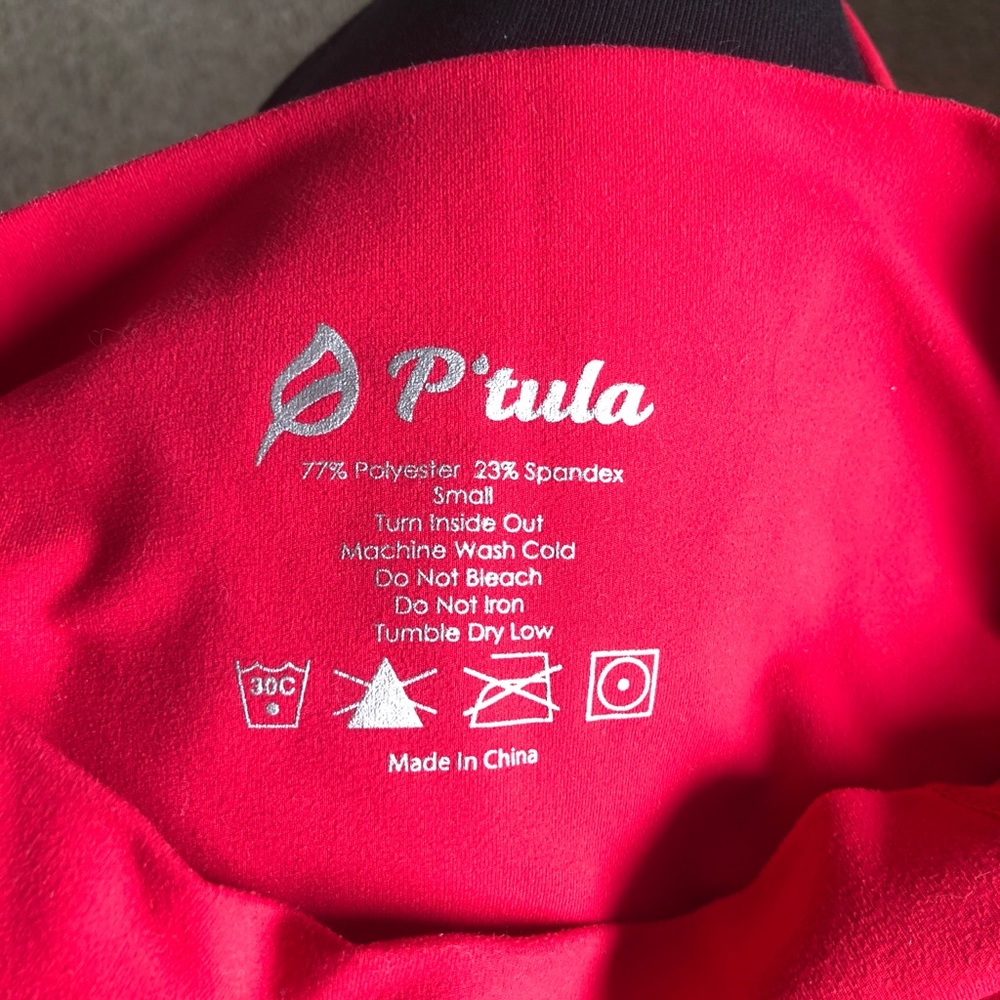 P'tula
77% Polyester 23% Spandex
Small
Turn Inside Out
Machine Wash Cold
Do Not Bleach
Do Not Iron
Tumble Dry Low
30C
Made In China